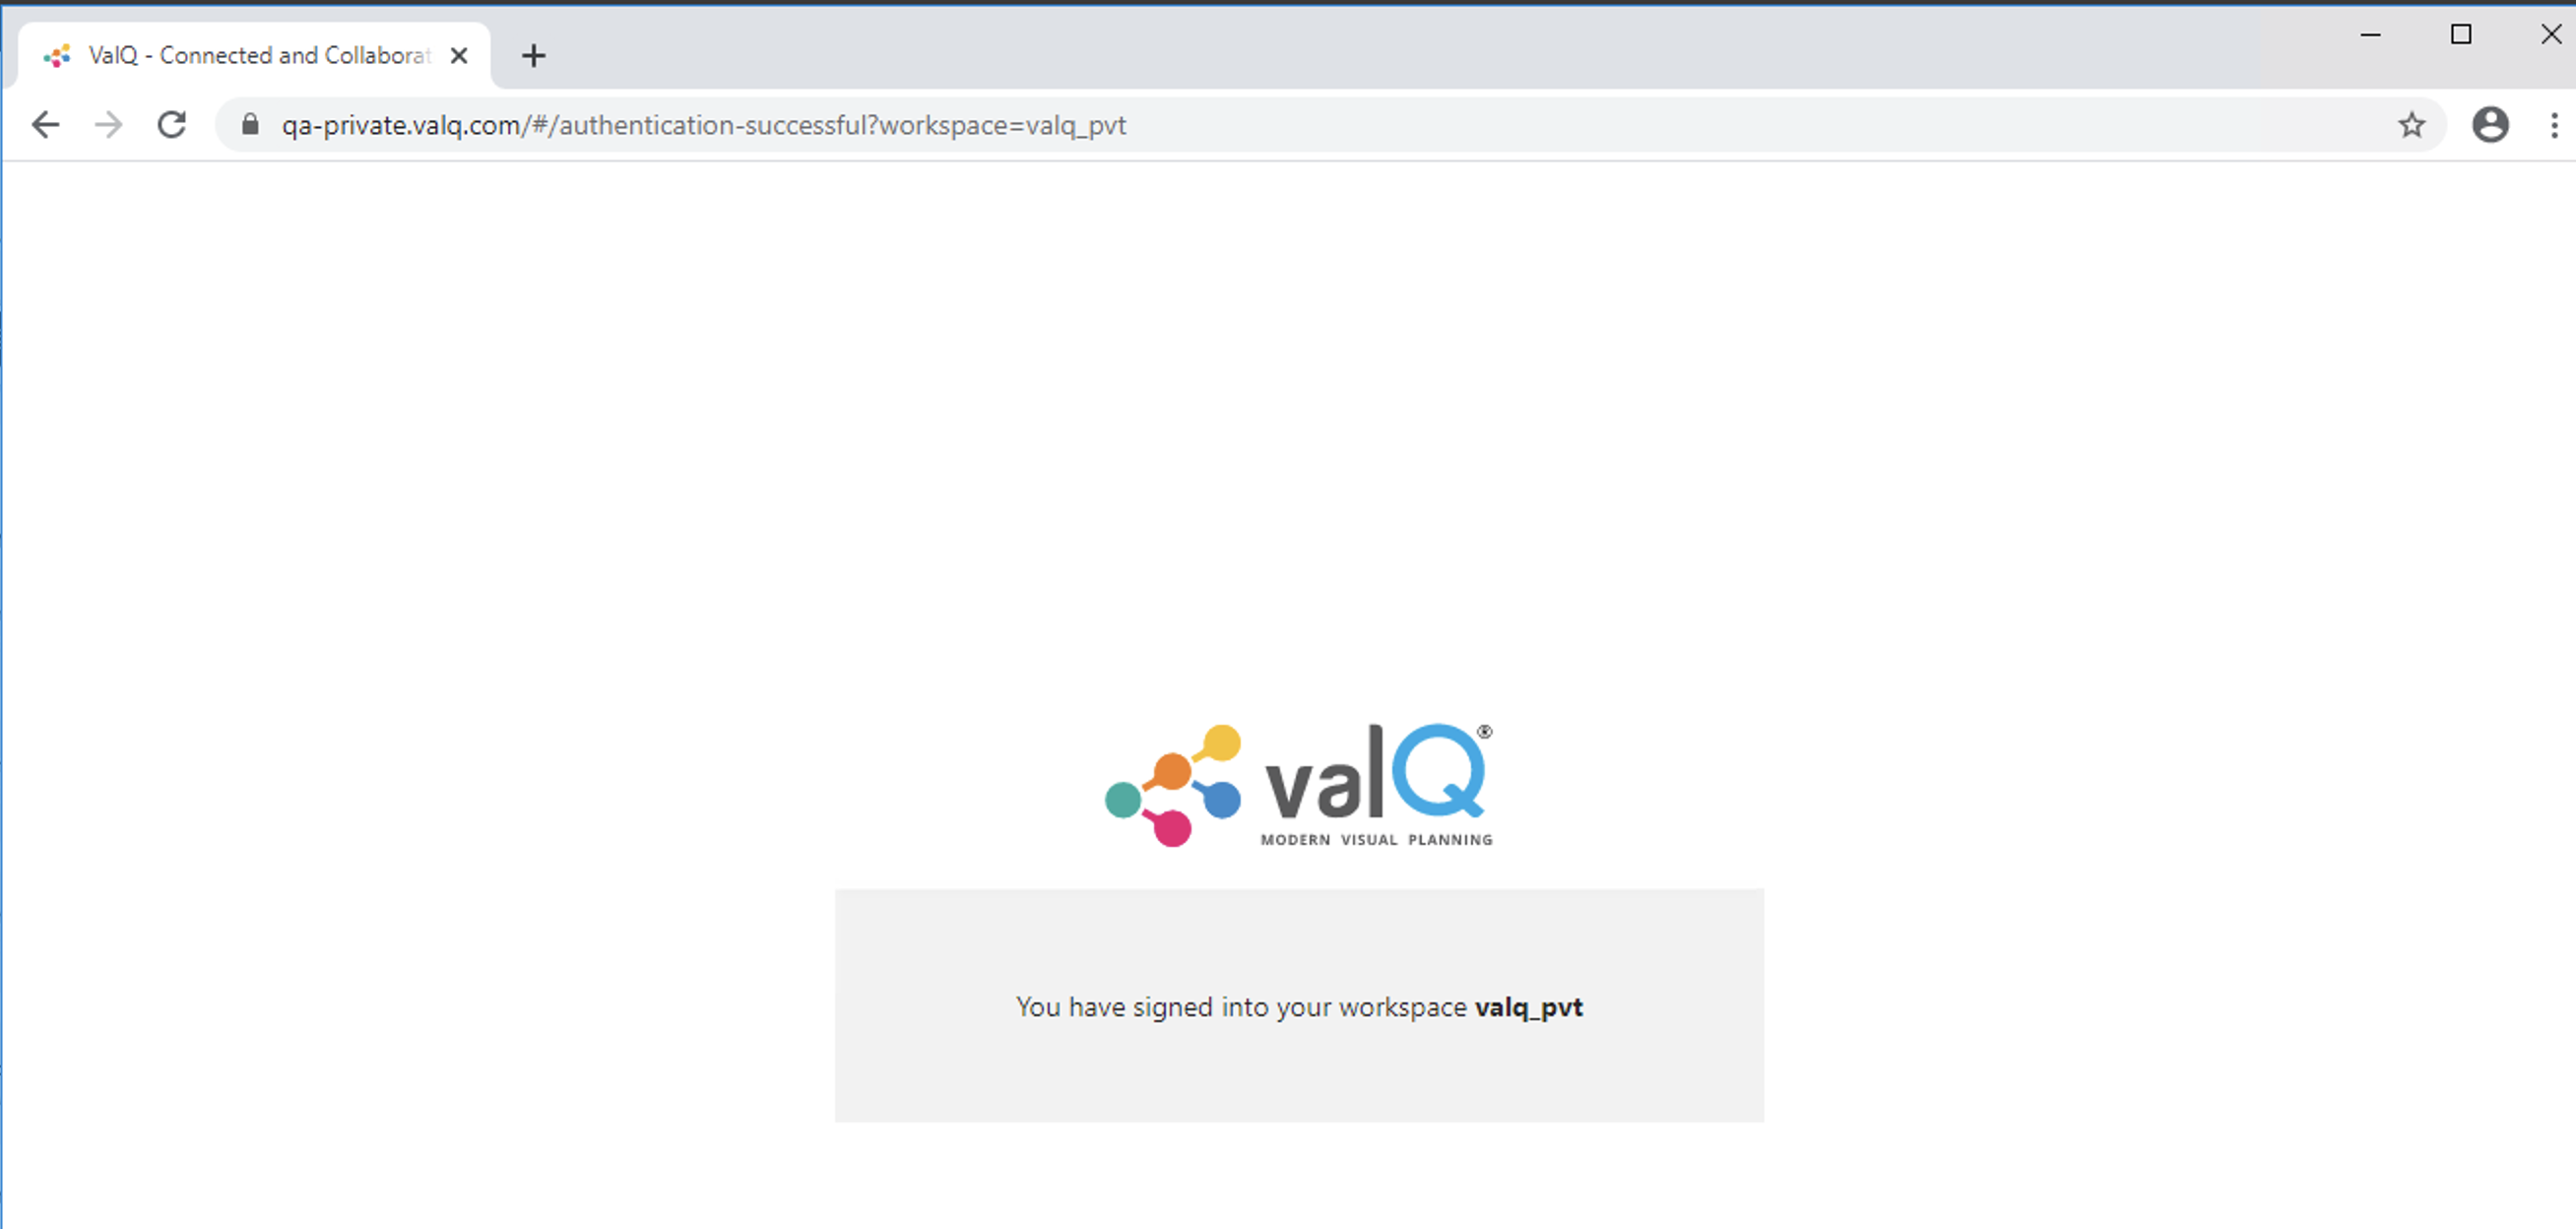 ValQ - Connected and Collaborat
qa-private.valq.com/#/authentication-successful?workspace=valq_pvt
valQ®
MODERN VISUAL PLANNING
You have signed into your workspace valq_pvt